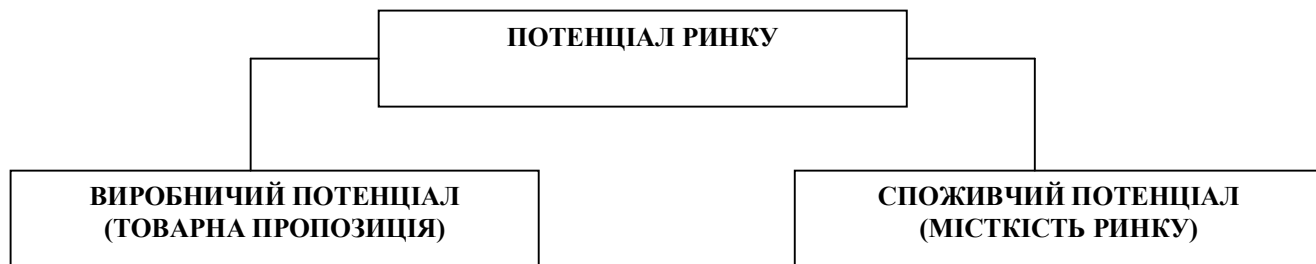 ПОТЕНЦІАЛ РИНКУ
ВИРОБНИЧИЙ ПОТЕНЦІАЛ
(ТОВАРНА ПРОПОЗИЦІЯ)
СПОЖИВЧИЙ ПОТЕНЦІАЛ
(МІСТКІСТЬ РИНКУ)